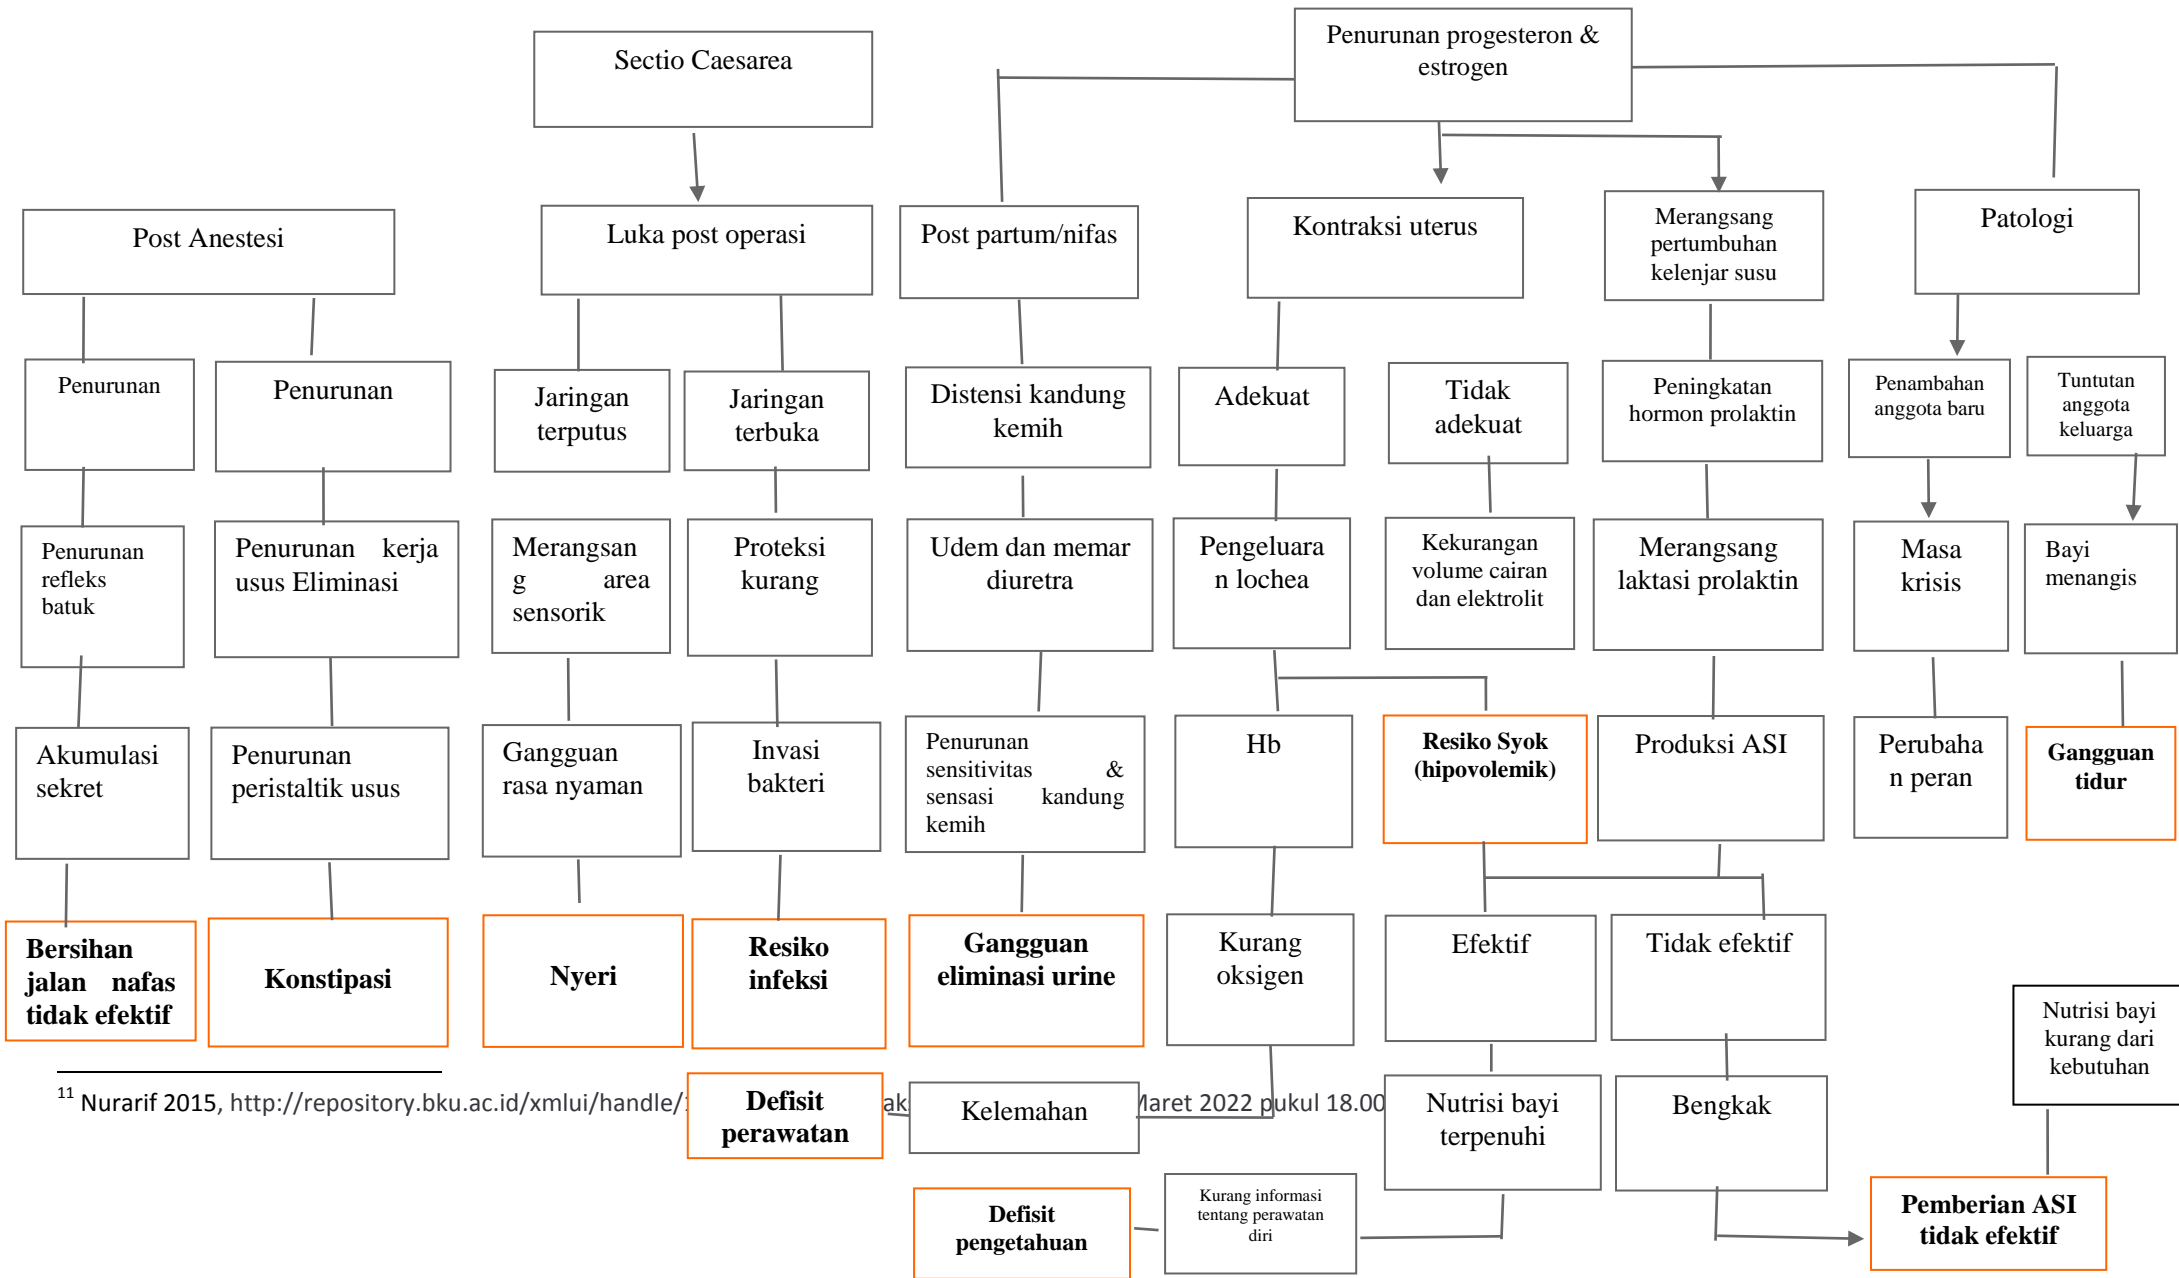 Sectio Caesarea
Penurunan progesteron &
estrogen
Post Anestesi
Luka post operasi
Post partum/nifas
Kontraksi uterus
Merangsang
pertumbuhan
kelenjar susu
Patologi
Penurunan
Penurunan
Jaringan
terputus
Jaringan
terbuka
Distensi kandung
kemih
Adekuat
Tidak
adekuat
Peningkatan
hormon prolaktin
Penambahan
anggota baru
Tuntutan
anggota
keluarga
Penurunan
refleks
batuk
Penurunan kerja
usus Eliminasi
Merangsan
g area
sensorik
Proteksi
kurang
Udem dan memar
diuretra
Pengeluara
n lochea
Kekurangan
volume cairan
dan elektrolit
Merangsang
laktasi prolaktin
Masa
krisis
Bayi
menangis
Akumulasi
sekret
Penurunan
peristaltik usus
Gangguan
rasa nyaman
Invasi
bakteri
Penurunan
sensitivitas &
sensasi kandung
kemih
Hb
Resiko Syok
(hipovolemik)
Produksi ASI
Perubaha
n peran
Gangguan
tidur
Bersihan
jalan nafas
tidak efektif
Konstipasi
Nyeri
Resiko
infeksi
Gangguan
eliminasi urine
Kurang
oksigen
Efektif
Tidak efektif
Nutrisi bayi
kurang dari
kebutuhan
11 Nurarif 2015, http://repository.bku.ac.id/xmlui/handle/ Maret 2022 pukul 18.00
Defisit
perawatan
Kelemahan
Nutrisi bayi
terpenuhi
Bengkak
Defisit
pengetahuan
Kurang informasi
tentang perawatan
diri
Pemberian ASI
tidak efektif